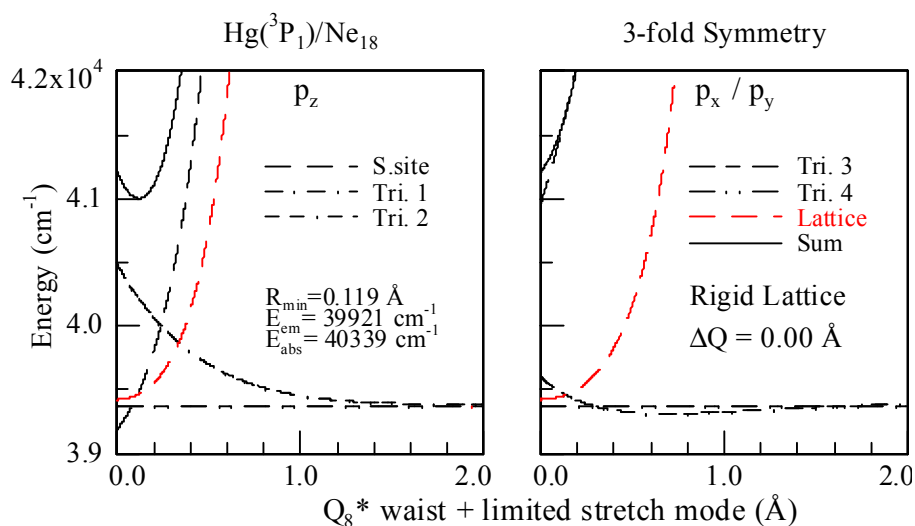 Hg(³P₁)/Ne₁₈
3-fold Symmetry
4.2x10⁴
4.1
4.0
3.9
Energy (cm⁻¹)
p_z
S.site
Tri. 1
Tri. 2
R_min=0.119 Å
E_em= 39921 cm⁻¹
E_abs= 40339 cm⁻¹
0.0 1.0 2.0
p_x / p_y
Tri. 3
Tri. 4
Lattice
Sum
Rigid Lattice
ΔQ = 0.00 Å
0.0 1.0 2.0
Q₈* waist + limited stretch mode (Å)